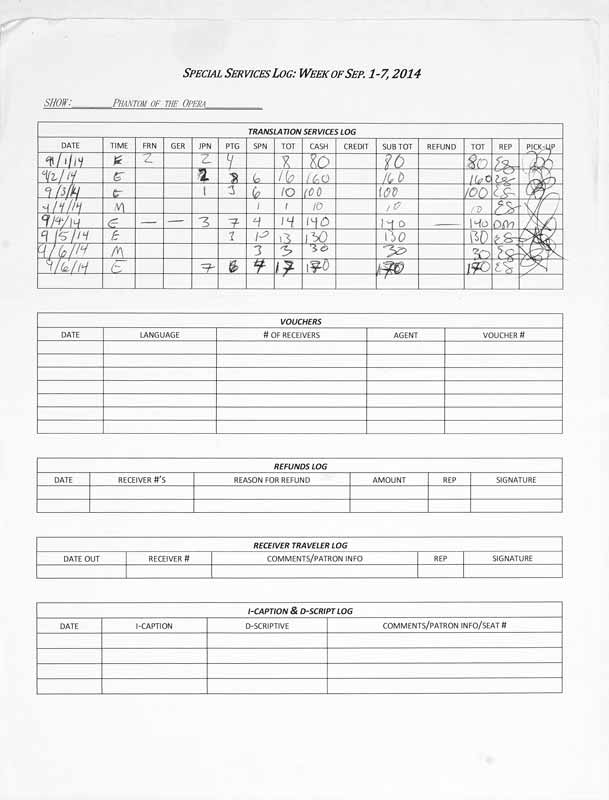 SPECIAL SERVICES LOG: WEEK OF SEP. 1-7, 2014
SHOW: PHANTOM OF THE OPERA
TRANSLATION SERVICES LOG
DATE TIME FRN GER JPN PTG SPN TOT CASH CREDIT SUB TOT REFUND TOT REP PICK-UP
9/1/14 E 2 2 4 8 80 80 80 ES
9/2/14 E 2 8 6 16 160 160 160 ES
9/3/14 E 1 3 6 10 100 100 100 ES
9/4/14 M 1 1 10 10 10 ES
9/4/14 E — — 3 7 4 14 140 140 — 140 DM
9/5/14 E 3 10 13 130 130 130 ES
9/6/14 M 3 3 30 30 30 ES
9/6/14 E 7 6 4 17 170 170 170 ES
VOUCHERS
DATE LANGUAGE # OF RECEIVERS AGENT VOUCHER #
REFUNDS LOG
DATE RECEIVER #'S REASON FOR REFUND AMOUNT REP SIGNATURE
RECEIVER TRAVELER LOG
DATE OUT RECEIVER # COMMENTS/PATRON INFO REP SIGNATURE
I-CAPTION & D-SCRIPT LOG
DATE I-CAPTION D-SCRIPTIVE COMMENTS/PATRON INFO/SEAT #